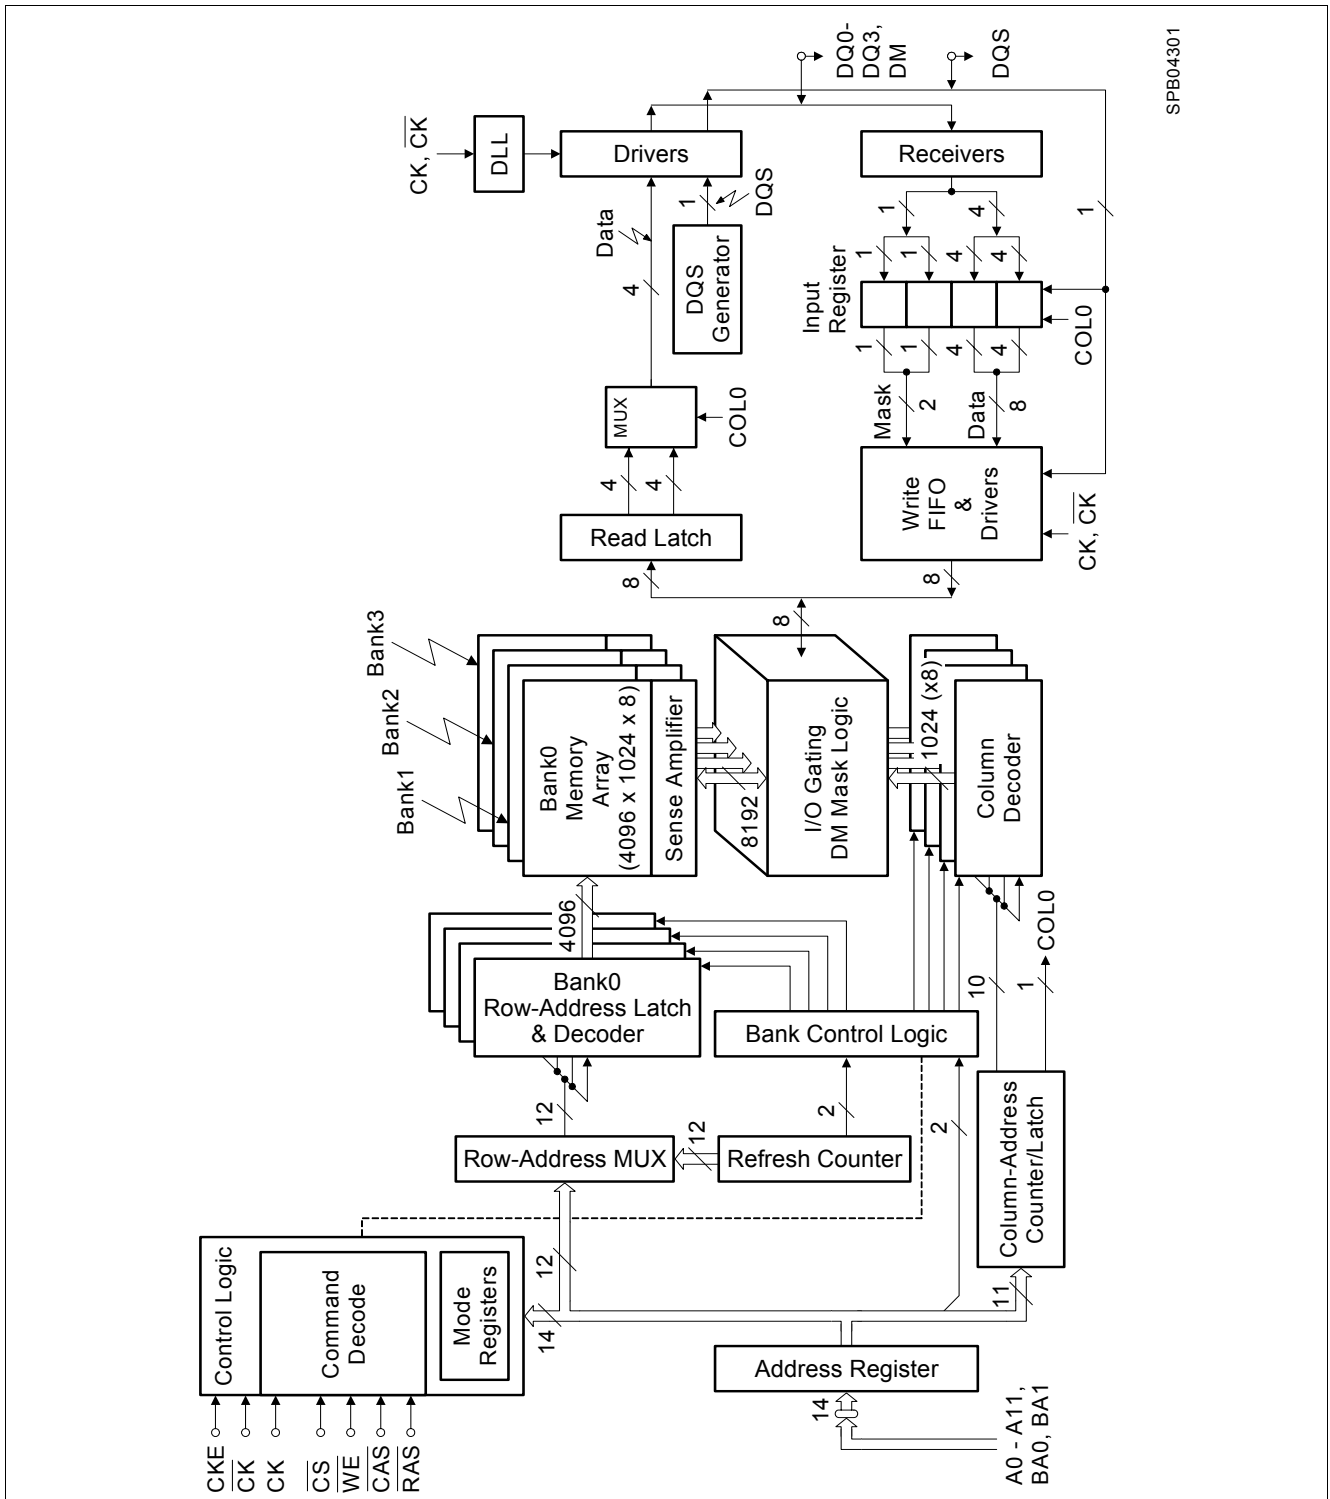 SPB04301
DQ0-
DQ3,
DM
DQS
CK, CK
DLL
Drivers
Receivers
1
DQS
Data
4
DQS
Generator
1
4
1
1
1
4
4
Input
Register
1
1
4
4
COL0
MUX
COL0
Mask
2
Data
8
4
4
Read Latch
Write
FIFO
&
Drivers
CK, CK
8
8
8
Bank3
Bank2
Bank1
Bank0
Memory
Array
(4096 x 1024 x 8)
Sense Amplifier
8192
I/O Gating
DM Mask Logic
1024 (x8)
Column
Decoder
4096
Bank0
Row-Address Latch
& Decoder
10
1
COL0
Bank Control Logic
12
2
2
Row-Address MUX
12
Refresh Counter
Column-Address
Counter/Latch
Control Logic
Command
Decode
Mode
Registers
12
14
11
Address Register
14
CKE
CK
CK
CS
WE
CAS
RAS
A0 - A11,
BA0, BA1